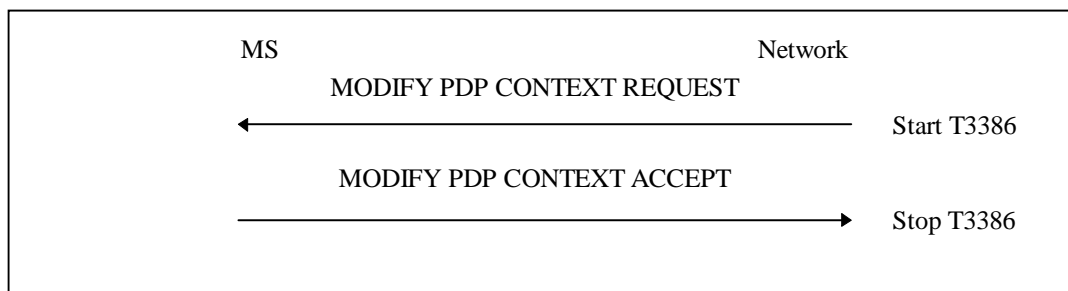 MS Network
MODIFY PDP CONTEXT REQUEST
Start T3386
MODIFY PDP CONTEXT ACCEPT
Stop T3386